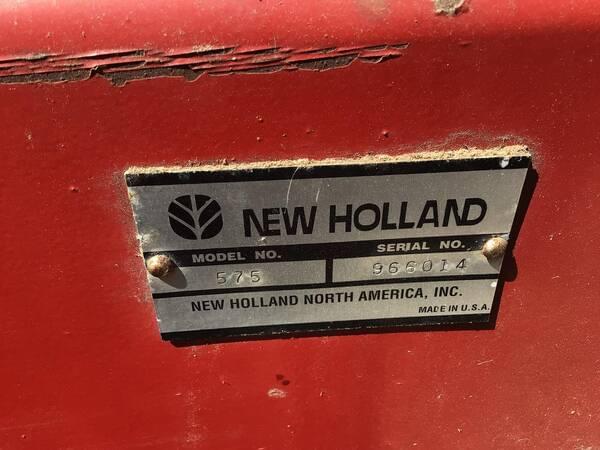 NEW HOLLAND
MODEL NO. SERIAL NO.
575 966014
NEW HOLLAND NORTH AMERICA, INC.
MADE IN U.S.A.